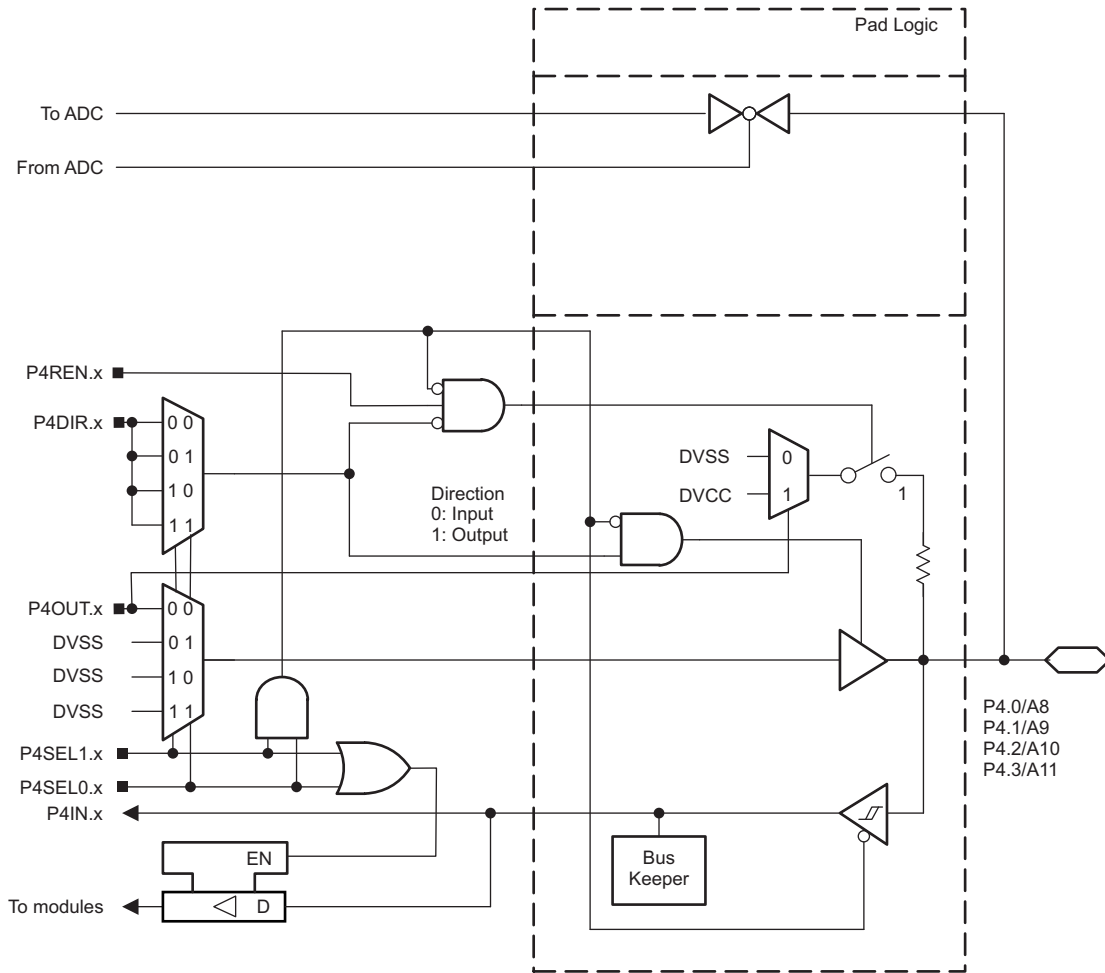 Pad Logic
To ADC
From ADC
P4REN.x
P4DIR.x
0 0
0 1
1 0
1 1
Direction
0: Input
1: Output
DVSS
0
DVCC
1
1
P4OUT.x
0 0
DVSS
0 1
DVSS
1 0
DVSS
1 1
P4.0/A8
P4.1/A9
P4.2/A10
P4.3/A11
P4SEL1.x
P4SEL0.x
P4IN.x
Bus
Keeper
EN
To modules
D